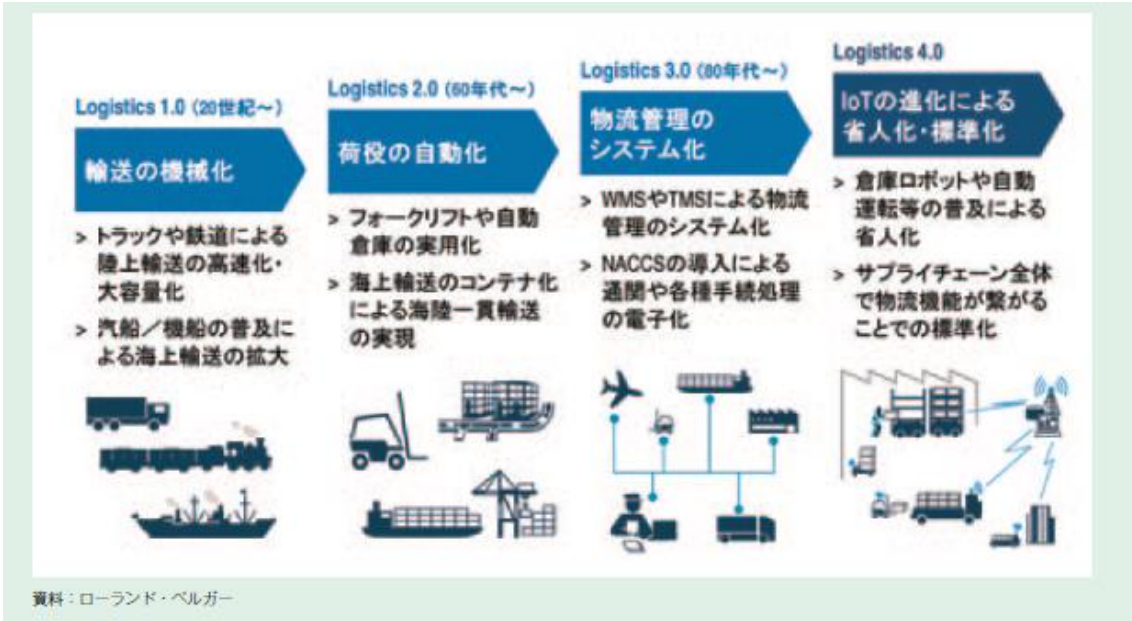 Logistics 1.0 (20世紀~)
輸送の機械化
> トラックや鉄道による
陸上輸送の高速化・
大容量化
> 汽船/機船の普及に
よる海上輸送の拡大
Logistics 2.0 (60年代~)
荷役の自動化
> フォークリフトや自動
倉庫の実用化
> 海上輸送のコンテナ化
による海陸一貫輸送
の実現
Logistics 3.0 (80年代~)
物流管理の
システム化
> WMSやTMSによる物流
管理のシステム化
> NACCSの導入による
通関や各種手続処理
の電子化
Logistics 4.0
IoTの進化による
省人化・標準化
> 倉庫ロボットや自動
運転等の普及による
省人化
> サプライチェーン全体
で物流機能が繋がる
ことでの標準化
資料:ローランド・ベルガー